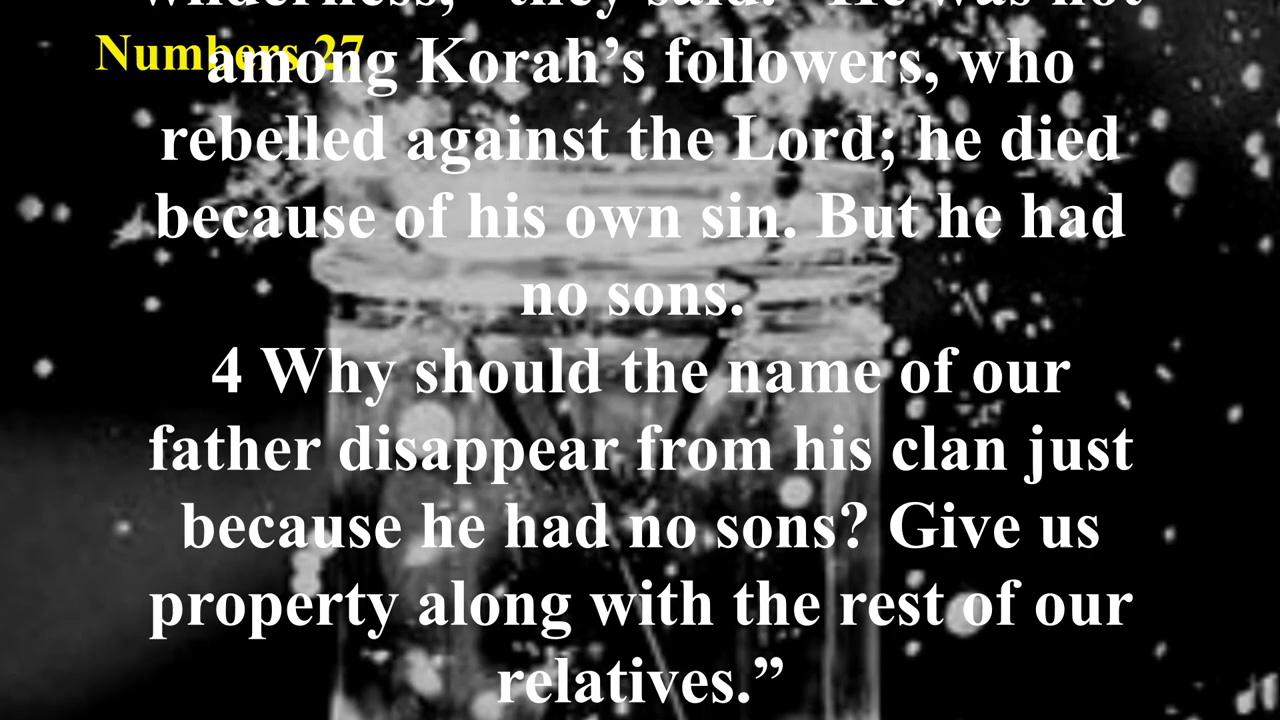 wilderness," they said. "He was not
Numbers 27
among Korah’s followers, who
rebelled against the Lord; he died
because of his own sin. But he had
no sons.
4 Why should the name of our
father disappear from his clan just
because he had no sons? Give us
property along with the rest of our
relatives.”